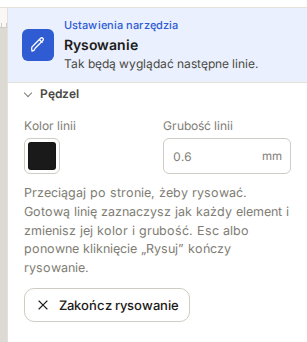 Ustawienia narzędzia
Rysowanie
Tak będą wyglądać następne linie.
Pędzel
Kolor linii
Grubość linii
0.6 mm
Przeciągaj po stronie, żeby rysować.
Gotową linię zaznaczysz jak każdy element i
zmienisz jej kolor i grubość. Esc albo
ponowne kliknięcie „Rysuj” kończy
rysowanie.
Zakończ rysowanie